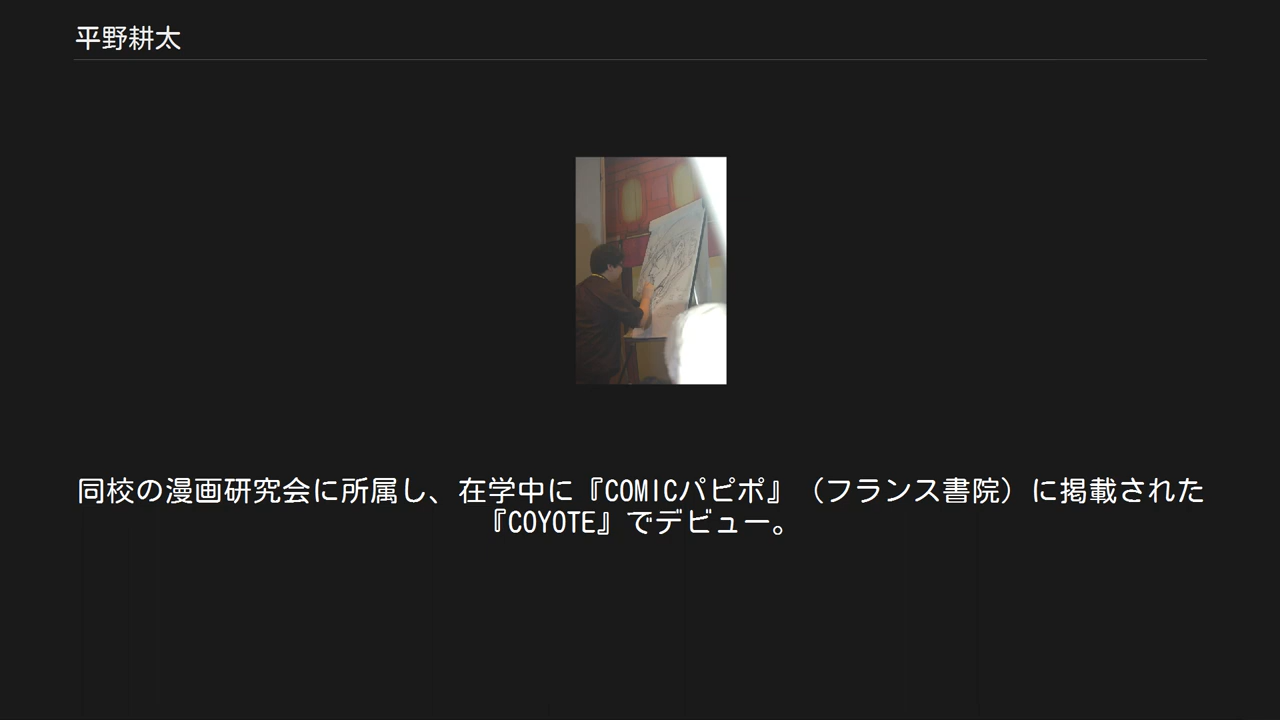 平野耕太
同校の漫画研究会に所属し、在学中に『COMICパピポ』（フランス書院）に掲載された
『COYOTE』でデビュー。